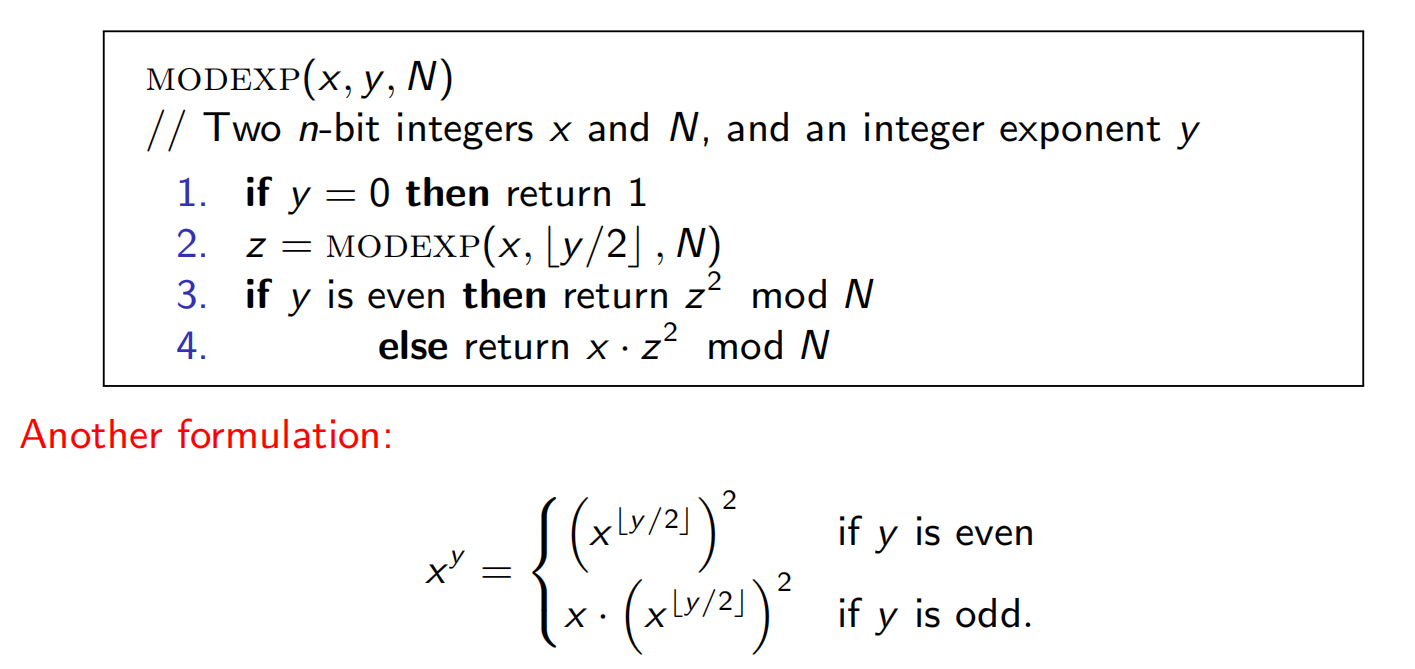 MODEXP(x, y, N)
// Two n-bit integers x and N, and an integer exponent y
1. if y = 0 then return 1
2. z = MODEXP(x, ⌊y/2⌋, N)
3. if y is even then return z² mod N
4. else return x · z² mod N
Another formulation:
x^y = { (x^⌊y/2⌋)² if y is even
x · (x^⌊y/2⌋)² if y is odd.